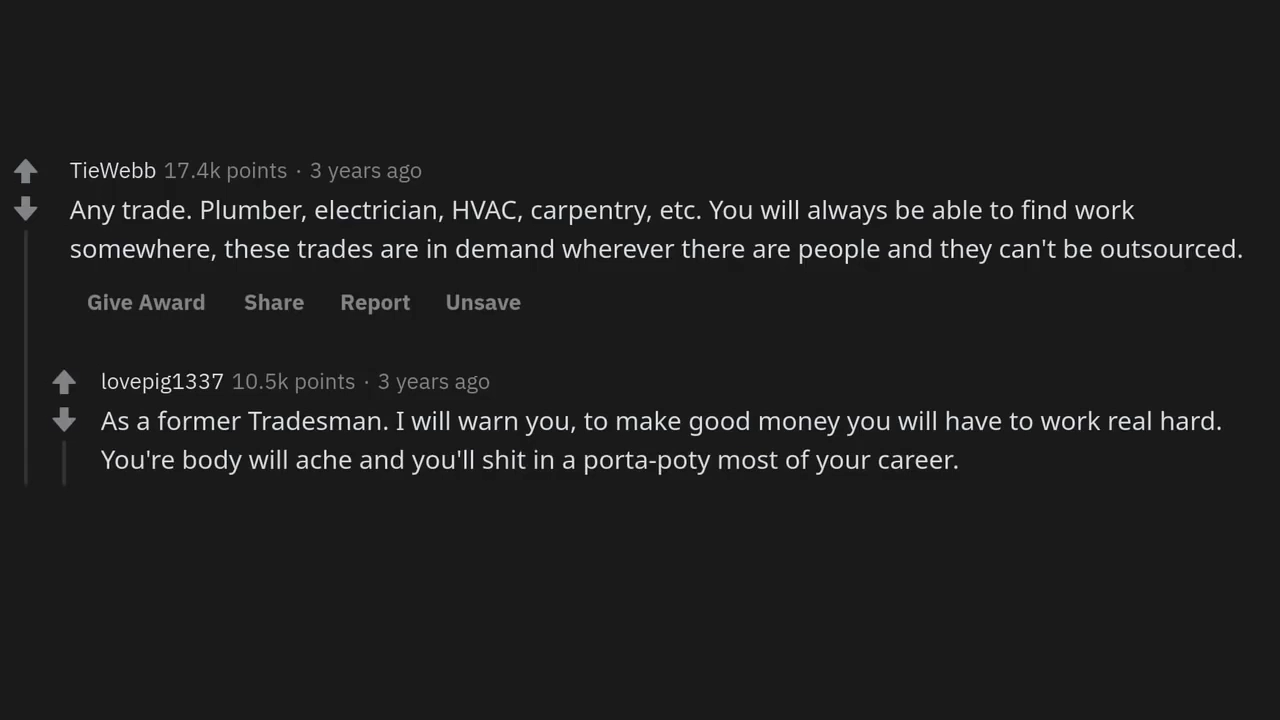 TieWebb 17.4k points · 3 years ago
Any trade. Plumber, electrician, HVAC, carpentry, etc. You will always be able to find work
somewhere, these trades are in demand wherever there are people and they can't be outsourced.
Give Award Share Report Unsave
lovepig1337 10.5k points · 3 years ago
As a former Tradesman. I will warn you, to make good money you will have to work real hard.
You're body will ache and you'll shit in a porta-poty most of your career.